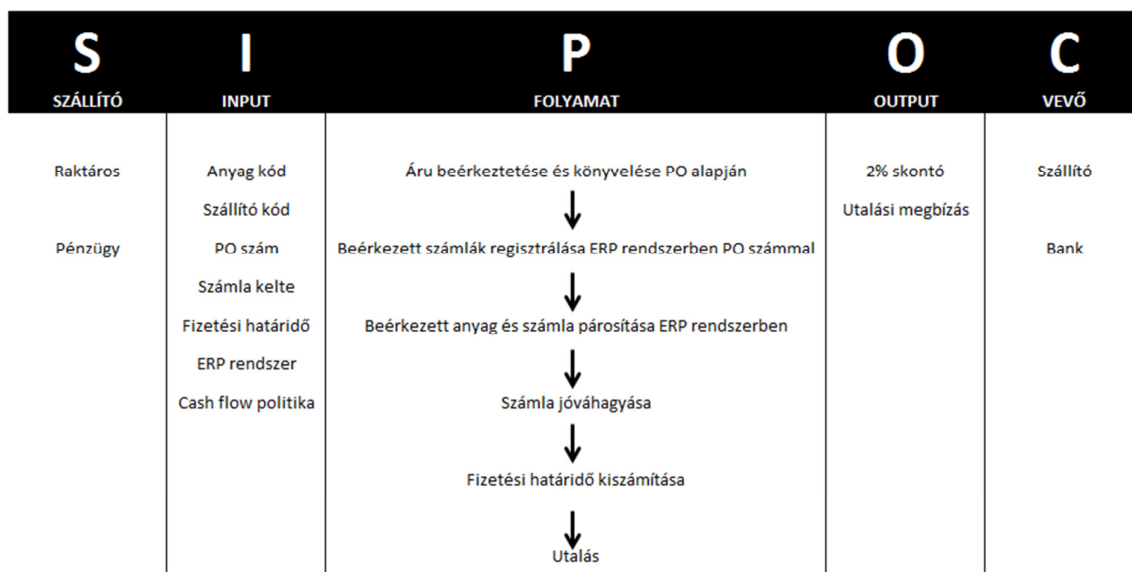 S I P O C
SZÁLLÍTÓ INPUT FOLYAMAT OUTPUT VEVŐ
Raktáros Anyag kód Áru beérkeztetése és könyvelése PO alapján 2% skontó Szállító
Szállító kód Utalási megbízás
Pénzügy PO szám Beérkezett számlák regisztrálása ERP rendszerben PO számmal Bank
Számla kelte
Fizetési határidő Beérkezett anyag és számla párosítása ERP rendszerben
ERP rendszer
Cash flow politika Számla jóváhagyása
Fizetési határidő kiszámítása
Utalás